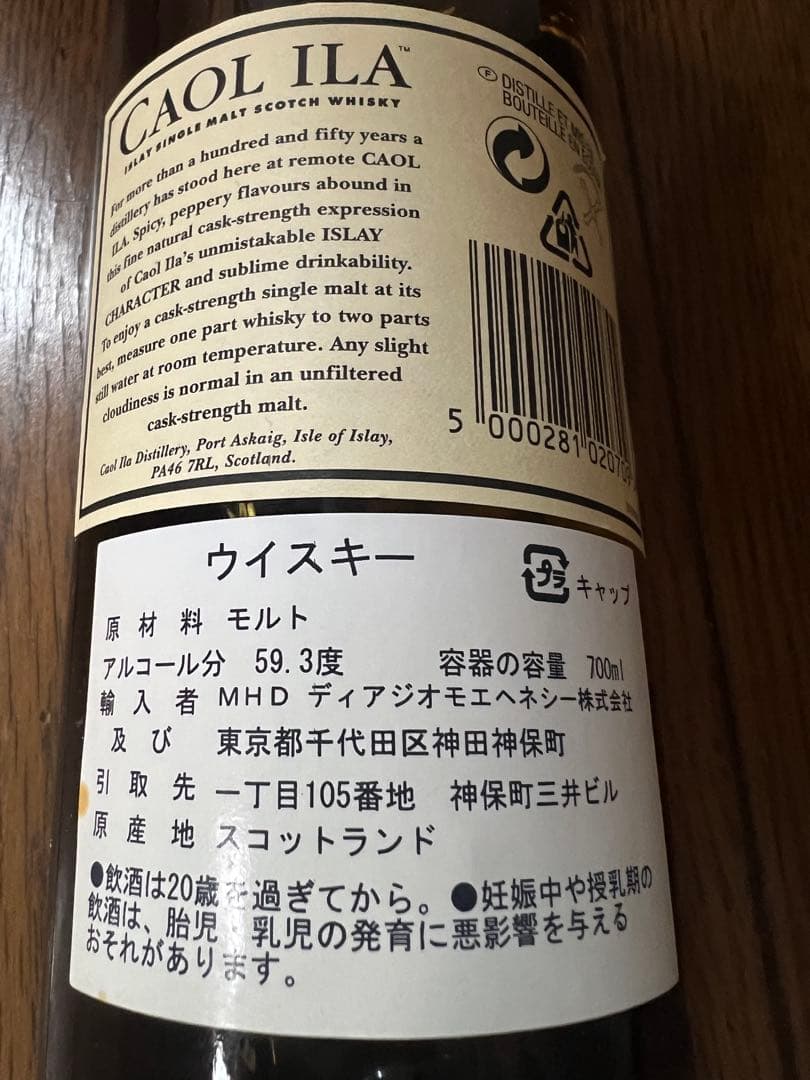 CAOL ILA™
ISLAY SINGLE MALT SCOTCH WHISKY
For more than a hundred and fifty years a
distillery has stood here at remote CAOL
ILA. Spicy, peppery flavours abound in
this fine natural cask-strength expression
of Caol Ila's unmistakable ISLAY
CHARACTER and sublime drinkability.
To enjoy a cask-strength single malt at its
best, measure one part whisky to two parts
still water at room temperature. Any slight
cloudiness is normal in an unfiltered
cask-strength malt.
Caol Ila Distillery, Port Askaig, Isle of Islay,
PA46 7RL, Scotland.
Ⓕ DISTILLE ET
BOUTEILLE EN
5 000281 02070
ウイスキー
プラ キャップ
原材料 モルト
アルコール分 59.3度 容器の容量 700ml
輸入者 MHD ディアジオモエヘネシー株式会社
及び 東京都千代田区神田神保町
引取先 一丁目105番地 神保町三井ビル
原産地 スコットランド
●飲酒は20歳を過ぎてから。●妊娠中や授乳期の
飲酒は、胎児・乳児の発育に悪影響を与える
おそれがあります。